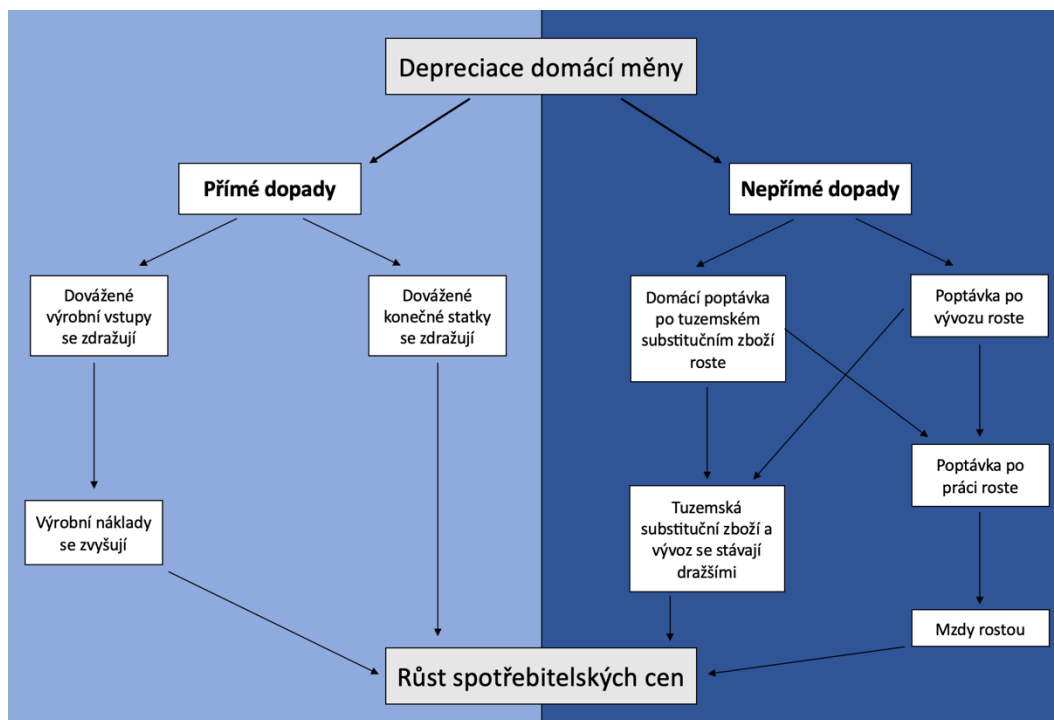 Depreciace domácí měny
Přímé dopady
Nepřímé dopady
Dovážené
výrobní vstupy
se zdražují
Dovážené
konečné statky
se zdražují
Domácí poptávka
po tuzemském
substitučním zboží
roste
Poptávka po
vývozu roste
Výrobní náklady
se zvyšují
Tuzemská
substituční zboží a
vývoz se stávají
dražšími
Poptávka po
práci roste
Mzdy rostou
Růst spotřebitelských cen